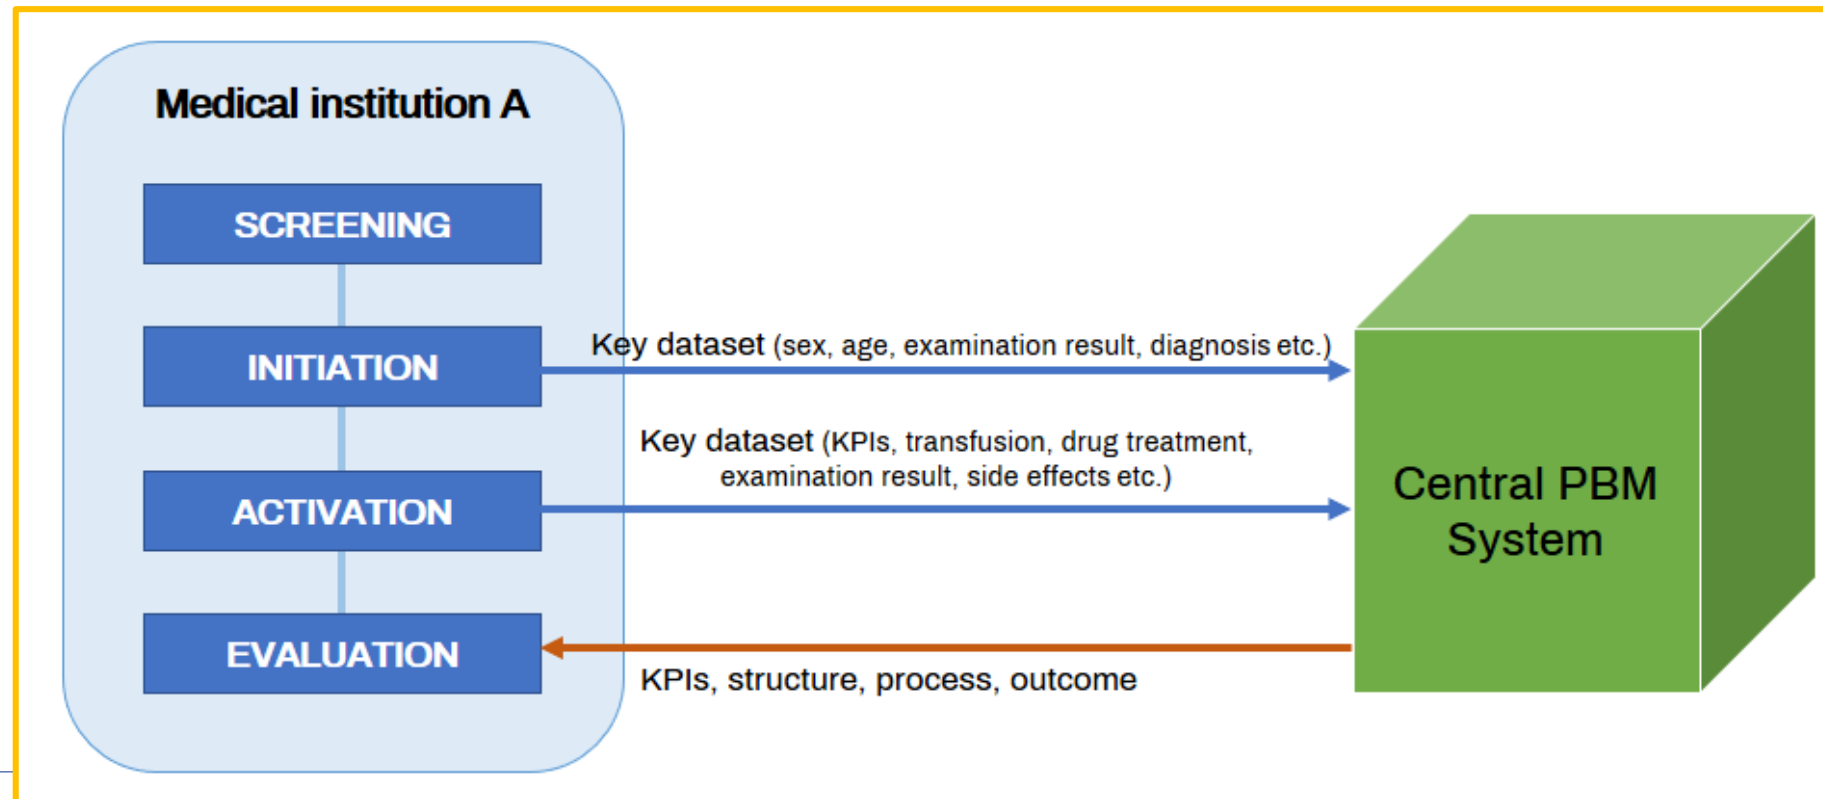 Medical institution A
SCREENING
INITIATION
Key dataset (sex, age, examination result, diagnosis etc.)
Key dataset (KPIs, transfusion, drug treatment,
examination result, side effects etc.)
ACTIVATION
Central PBM
System
EVALUATION
KPIs, structure, process, outcome